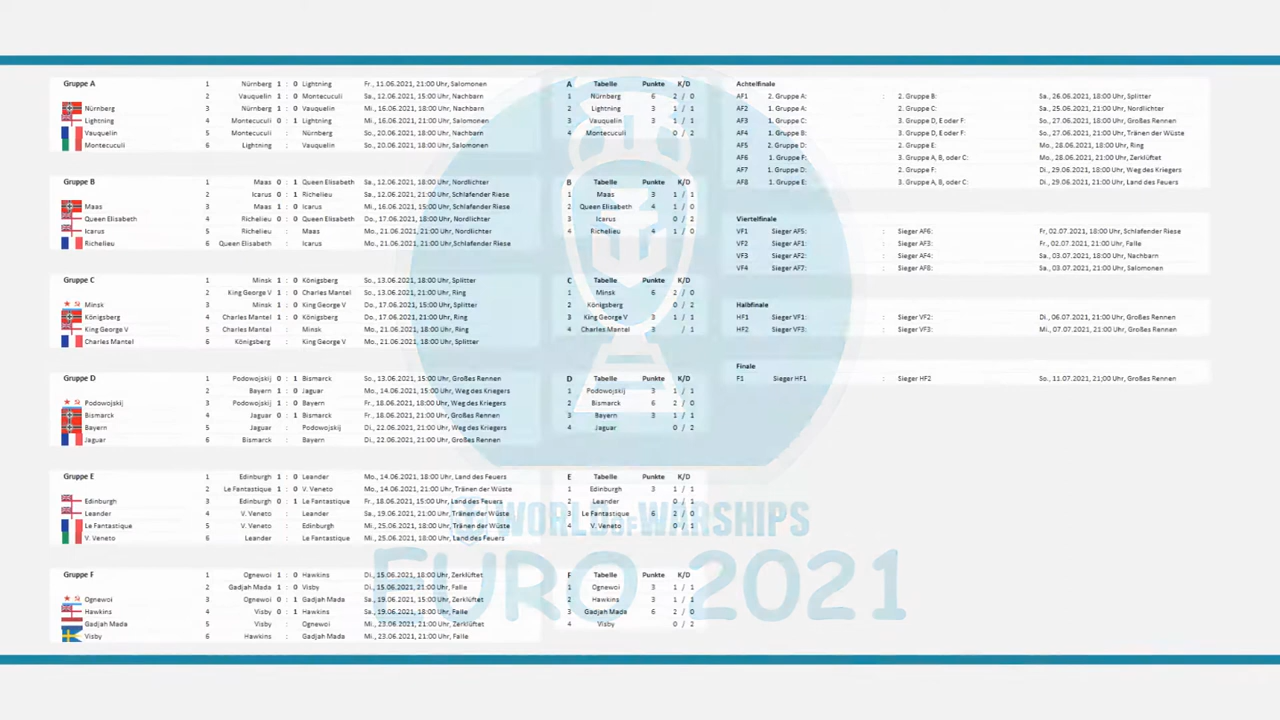 Gruppe A 1 Nürnberg 1 : 0 Lightning Fr., 11.06.2021, 21:00 Uhr, Salomonen A Tabelle Punkte K/D Achtelfinale
2 Vauquelin 1 : 0 Montecuculi Sa., 12.06.2021, 15:00 Uhr, Nachbarn 1 Nürnberg 6 2 / 0 AF1 2. Gruppe A: : 2. Gruppe B: Sa., 26.06.2021, 18:00 Uhr, Splitter
Nürnberg 3 Nürnberg 1 : 0 Vauquelin Mi., 16.06.2021, 18:00 Uhr, Nachbarn 2 Lightning 3 1 / 1 AF2 1. Gruppe A: : 2. Gruppe C: Sa., 25.06.2021, 21:00 Uhr, Nordlichter
Lightning 4 Montecuculi 0 : 1 Lightning Mi., 16.06.2021, 21:00 Uhr, Salomonen 3 Vauquelin 3 1 / 1 AF3 1. Gruppe C: : 3. Gruppe D, E oder F: So., 27.06.2021, 18:00 Uhr, Großes Rennen
Vauquelin 5 Montecuculi : Nürnberg So., 20.06.2021, 18:00 Uhr, Nachbarn 4 Montecuculi 0 / 2 AF4 1. Gruppe B: : 3. Gruppe D, E oder F: So., 27.06.2021, 18:00 Uhr, Tränen der Wüste
Montecuculi 6 Lightning : Vauquelin So., 20.06.2021, 18:00 Uhr, Salomonen AF5 2. Gruppe D: : 2. Gruppe E: Mo., 28.06.2021, 18:00 Uhr, Ring
AF6 1. Gruppe F: : 3. Gruppe A, B, oder C: Mo., 28.06.2021, 21:00 Uhr, Zerklüftet
AF7 1. Gruppe D: : 2. Gruppe F: Di., 29.06.2021, 18:00 Uhr, Weg des Kriegers
Gruppe B 1 Maas 0 : 1 Queen Elisabeth Sa., 12.06.2021, 18:00 Uhr, Nordlichter B Tabelle Punkte K/D AF8 1. Gruppe E: : 3. Gruppe A, B, oder C: Di., 29.06.2021, 21:00 Uhr, Land des Feuers
2 Icarus 0 : 1 Richelieu Sa., 12.06.2021, 21:00 Uhr, Schlafender Riese 1 Maas 3 1 / 1
Maas 3 Maas 1 : 0 Icarus Mi., 16.06.2021, 15:00 Uhr, Schlafender Riese 2 Queen Elisabeth 4 1 / 0
Queen Elisabeth 4 Richelieu 0 : 0 Queen Elisabeth Do., 17.06.2021, 18:00 Uhr, Nordlichter 3 Icarus 0 / 2 Viertelfinale
Icarus 5 Richelieu : Maas Mo., 21.06.2021, 21:00 Uhr, Nordlichter 4 Richelieu 4 1 / 0 VF1 Sieger AF5: : Sieger AF6: Fr, 02.07.2021, 18:00 Uhr, Schlafender Riese
Richelieu 6 Queen Elisabeth : Icarus Mo., 21.06.2021, 21:00 Uhr,Schlafender Riese VF2 Sieger AF1: : Sieger AF3: Fr., 02.07.2021, 21:00 Uhr, Falle
VF3 Sieger AF2: : Sieger AF4: Sa., 03.07.2021, 18:00 Uhr, Nachbarn
VF4 Sieger AF7: : Sieger AF8: Sa., 03.07.2021, 21:00 Uhr, Salomonen
Gruppe C 1 Minsk 1 : 0 Königsberg So., 13.06.2021, 18:00 Uhr, Splitter C Tabelle Punkte K/D
2 King George V 1 : 0 Charles Mantel So., 13.06.2021, 21:00 Uhr, Ring 1 Minsk 6 2 / 0
Minsk 3 Minsk 1 : 0 King George V Do., 17.06.2021, 15:00 Uhr, Splitter 2 Königsberg 0 / 2 Halbfinale
Königsberg 4 Charles Mantel 1 : 0 Königsberg Do., 17.06.2021, 21:00 Uhr, Ring 3 King George V 3 1 / 1 HF1 Sieger VF1: : Sieger VF2: Di., 06.07.2021, 21:00 Uhr, Großes Rennen
King George V 5 Charles Mantel : Minsk Mo., 21.06.2021, 18:00 Uhr, Ring 4 Charles Mantel 3 / 1 HF2 Sieger VF3: : Sieger VF3: Mi., 07.07.2021, 21:00 Uhr, Großes Rennen
Charles Mantel 6 Königsberg : King George V Mo., 21.06.2021, 18:00 Uhr, Splitter
Finale
Gruppe D 1 Podowojskij 0 : 1 Bismarck So., 13.06.2021, 15:00 Uhr, Großes Rennen D Tabelle Punkte K/D F1 Sieger HF1 : Sieger HF2 So., 11.07.2021, 21;00 Uhr, Großes Rennen
2 Bayern 1 : 0 Jaguar Mo., 14.06.2021, 15:00 Uhr, Weg des Kriegers 1 Podowojskij 3 1 / 1
Podowojskij 3 Podowojskij 1 : 0 Bayern Fr., 18.06.2021, 18:00 Uhr, Weg des Kriegers 2 Bismarck 6 2 / 0
Bismarck 4 Jaguar 0 : 1 Bismarck Fr., 18.06.2021, 21:00 Uhr, Großes Rennen 3 Bayern 3 1 / 1
Bayern 5 Jaguar : Podowojskij Di., 22.06.2021, 21:00 Uhr, Weg des Kriegers 4 Jaguar 0 / 2
Jaguar 6 Bismarck : Bayern Di., 22.06.2021, 21:00 Uhr, Großes Rennen
Gruppe E 1 Edinburgh 1 : 0 Leander Mo., 14.06.2021, 18:00 Uhr, Land des Feuers E Tabelle Punkte K/D
2 Le Fantastique 1 : 0 V. Veneto Mo., 14.06.2021, 21:00 Uhr, Tränen der Wüste 1 Edinburgh 3 1 / 1
Edinburgh 3 Edinburgh 0 : 1 Le Fantastique Fr., 18.06.2021, 15:00 Uhr, Land des Feuers 2 Leander 0 / 1
Leander 4 V. Veneto : Leander Sa., 19.06.2021, 21:00 Uhr, Tränen der Wüste 3 Le Fantastique 6 2 / 0
Le Fantastique 5 V. Veneto : Edinburgh Mi., 25.06.2021, 18:00 Uhr, Tränen der Wüste 4 V. Veneto 0 / 1
V. Veneto 6 Leander : Le Fantastique Mi., 25.06.2021, 18:00 Uhr, Land des Feuers
WORLD OF WARSHIPS
EURO 2021
Gruppe F 1 Ognewoi 1 : 0 Hawkins Di., 15.06.2021, 18:00 Uhr, Zerklüftet F Tabelle Punkte K/D
2 Gadjah Mada 1 : 0 Visby Di., 15.06.2021, 21:00 Uhr, Falle 1 Ognewoi 3 1 / 1
Ognewoi 3 Ognewoi 0 : 1 Gadjah Mada Sa., 19.06.2021, 15:00 Uhr, Zerklüftet 2 Hawkins 3 1 / 1
Hawkins 4 Visby 0 : 1 Hawkins Sa., 19.06.2021, 18:00 Uhr, Falle 3 Gadjah Mada 6 2 / 0
Gadjah Mada 5 Visby : Ognewoi Mi., 23.06.2021, 21:00 Uhr, Zerklüftet 4 Visby 0 / 2
Visby 6 Hawkins : Gadjah Mada Mi., 23.06.2021, 21:00 Uhr, Falle